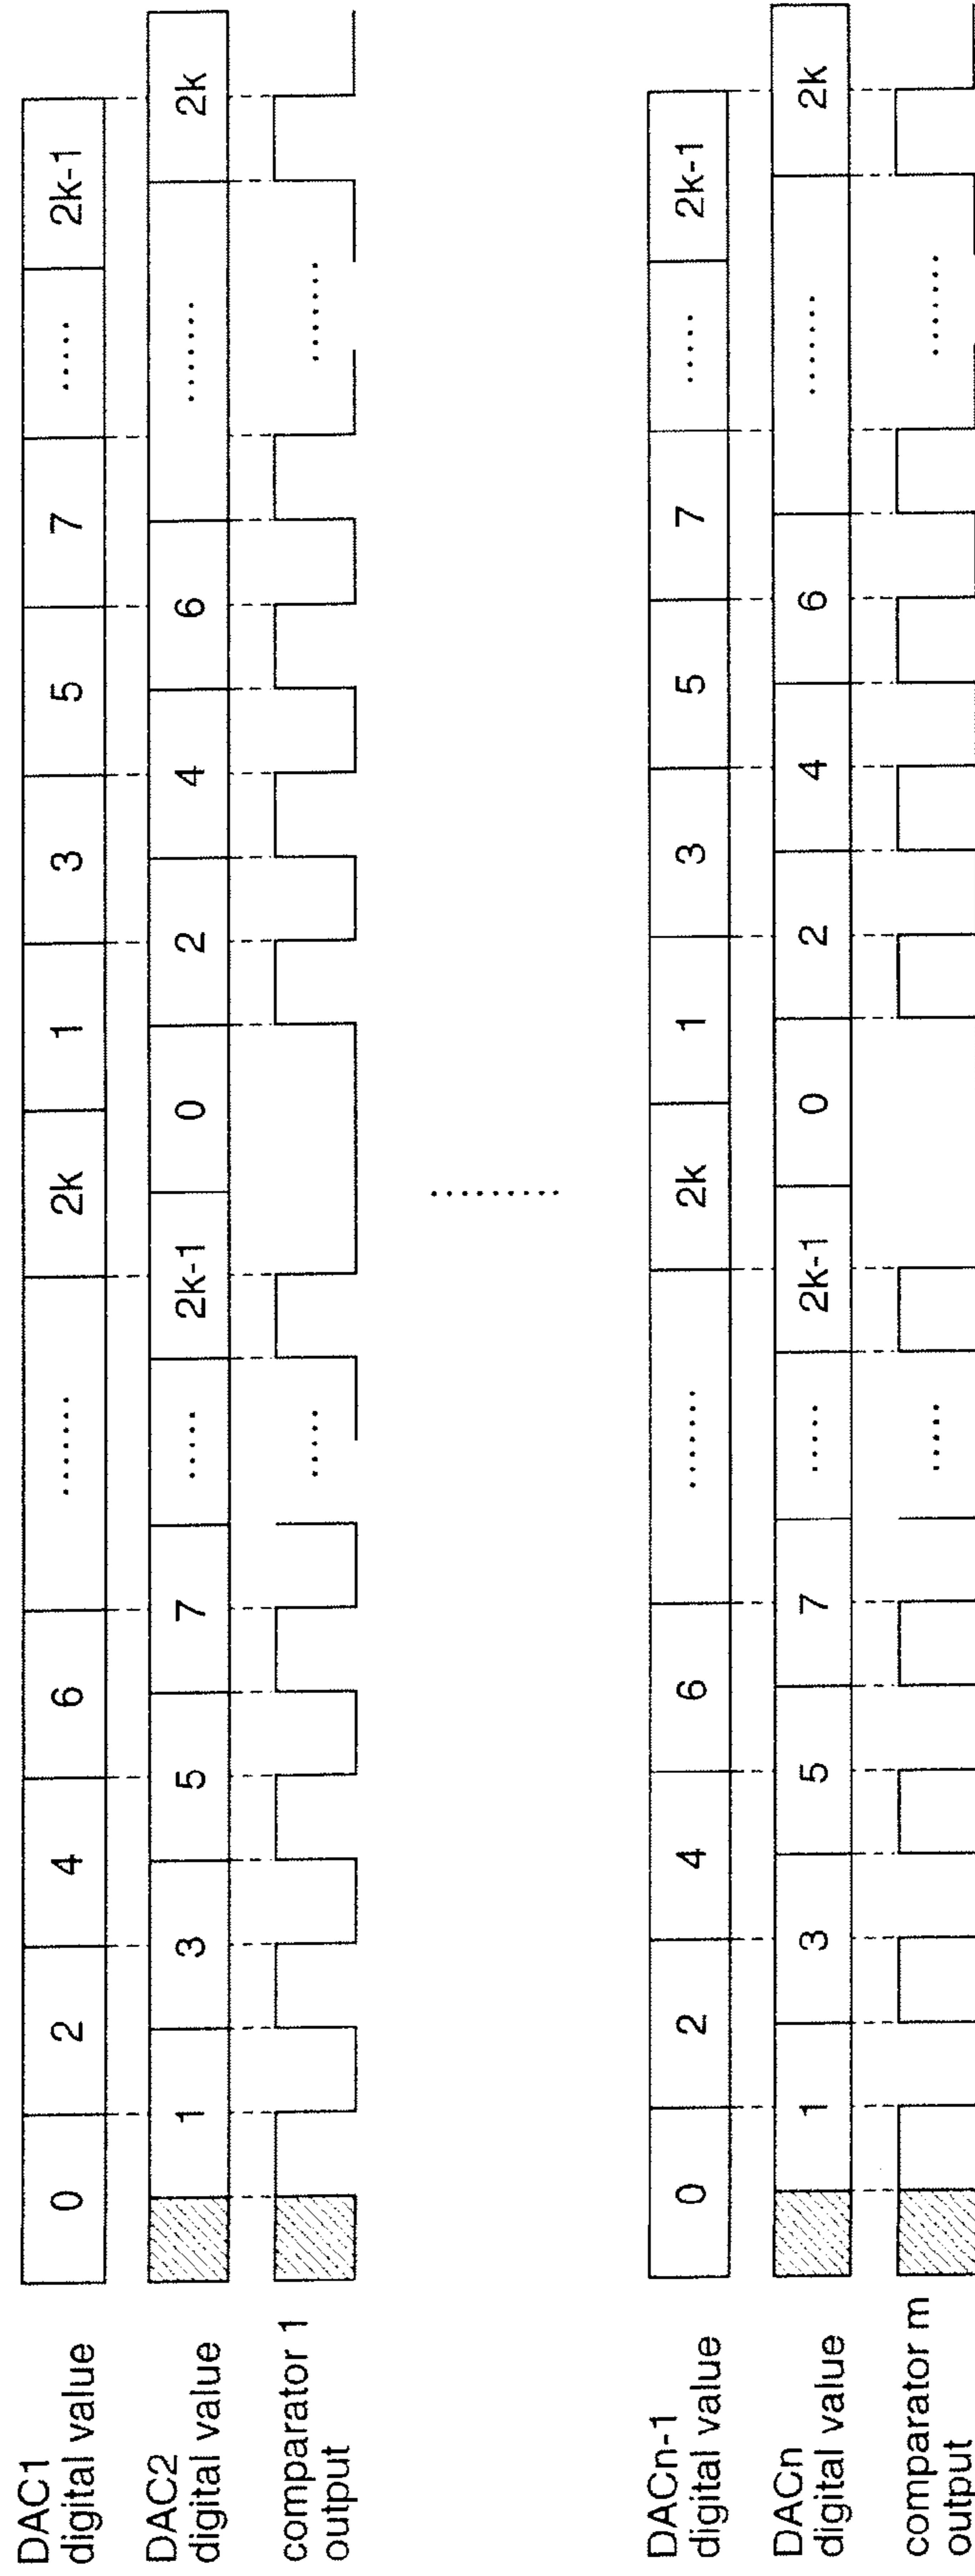 DAC1
digital value
0 2 4 6 ....... 2k 1 3 5 7 ..... 2k-1
DAC2
digital value
1 3 5 7 ..... 2k-1 0 2 4 6 ....... 2k
comparator 1
output
..... .......
.........
DACn-1
digital value
0 2 4 6 ....... 2k 1 3 5 7 ..... 2k-1
DACn
digital value
1 3 5 7 ..... 2k-1 0 2 4 6 ....... 2k
comparator m
output
..... .......